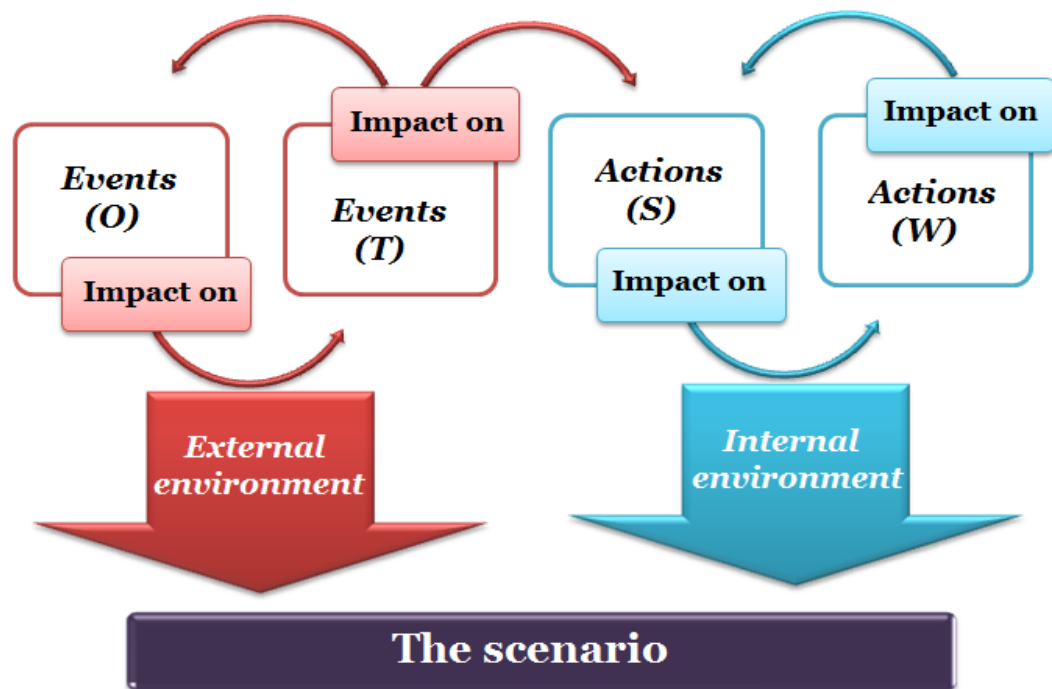 Impact on
Events
(O)
Impact on
Events
(T)
Actions
(S)
Impact on
Impact on
Actions
(W)
External
environment
Internal
environment
The scenario